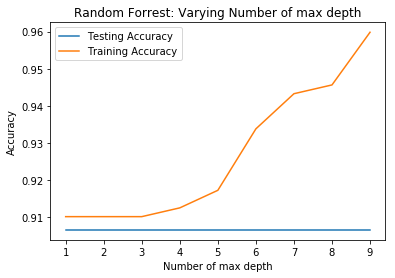 Random Forrest: Varying Number of max depth
Testing Accuracy
Training Accuracy
0.96
0.95
0.94
0.93
0.92
0.91
Accuracy
1 2 3 4 5 6 7 8 9
Number of max depth